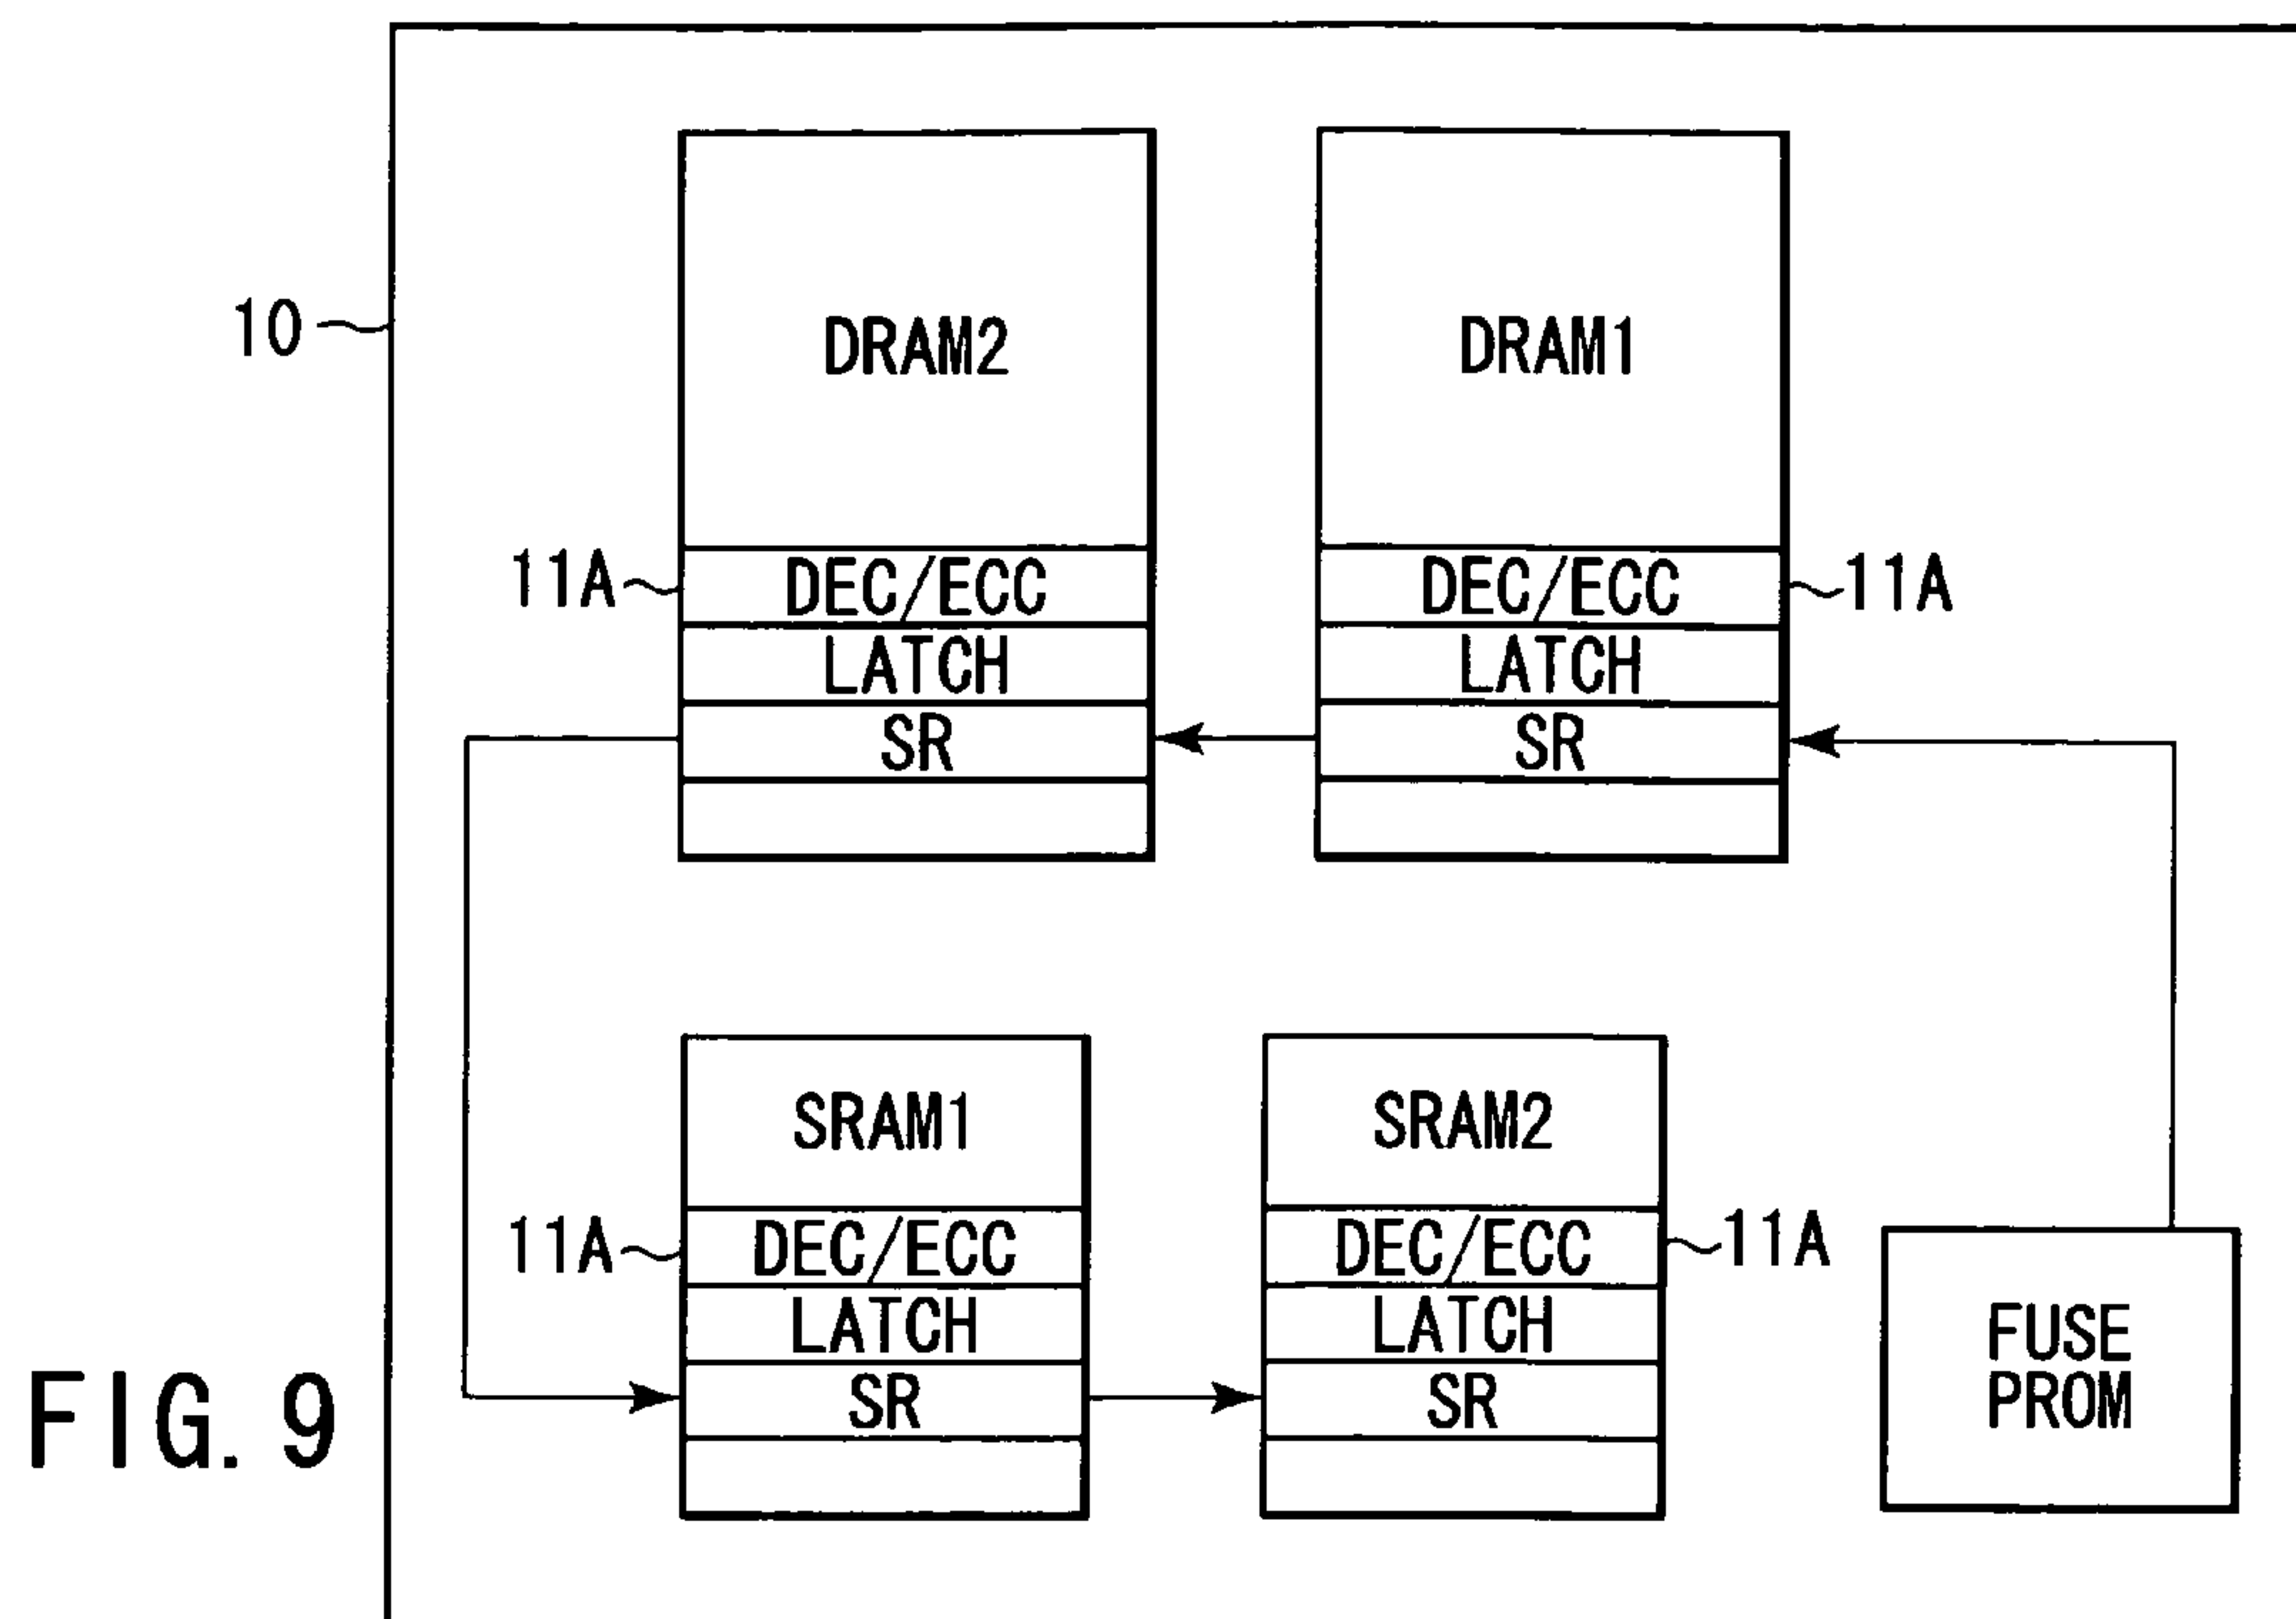 10
DRAM2
DRAM1
11A
DEC/ECC
DEC/ECC
11A
LATCH
LATCH
SR
SR
SRAM1
SRAM2
11A
DEC/ECC
DEC/ECC
11A
LATCH
LATCH
SR
SR
FUSE
PROM
FIG. 9